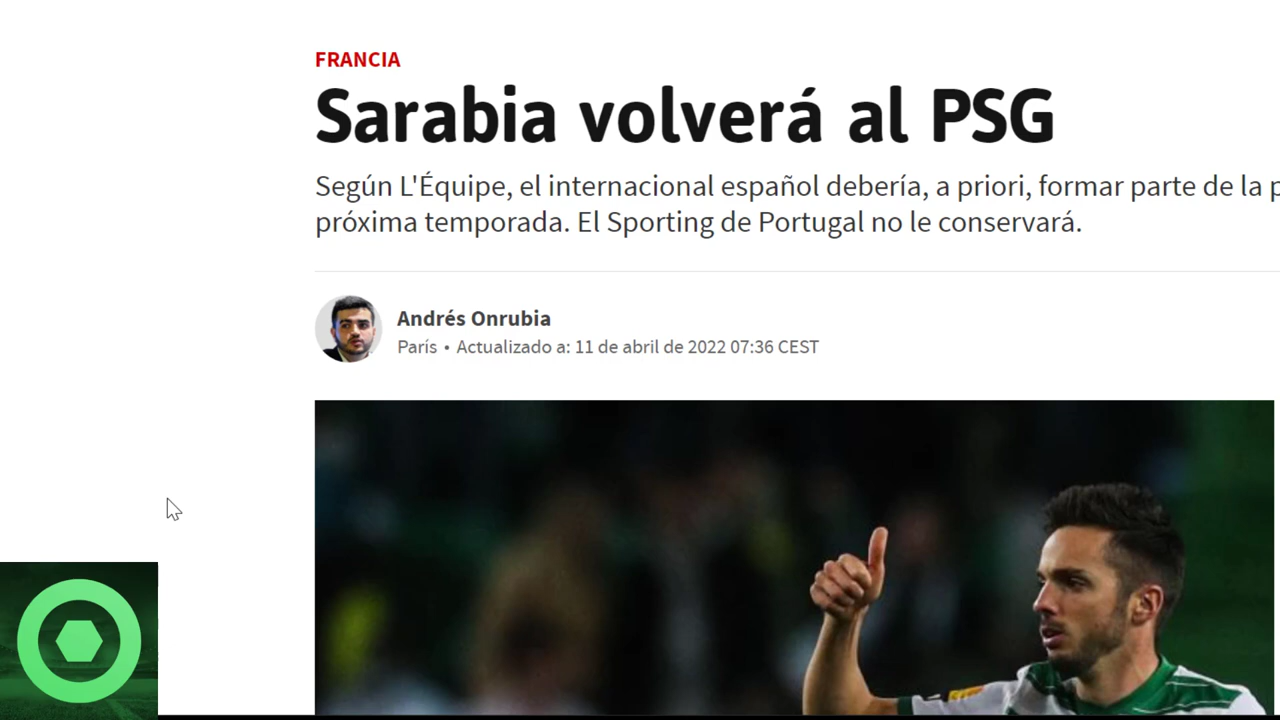 FRANCIA
Sarabia volverá al PSG
Según L'Équipe, el internacional español debería, a priori, formar parte de la
próxima temporada. El Sporting de Portugal no le conservará.
Andrés Onrubia
París • Actualizado a: 11 de abril de 2022 07:36 CEST